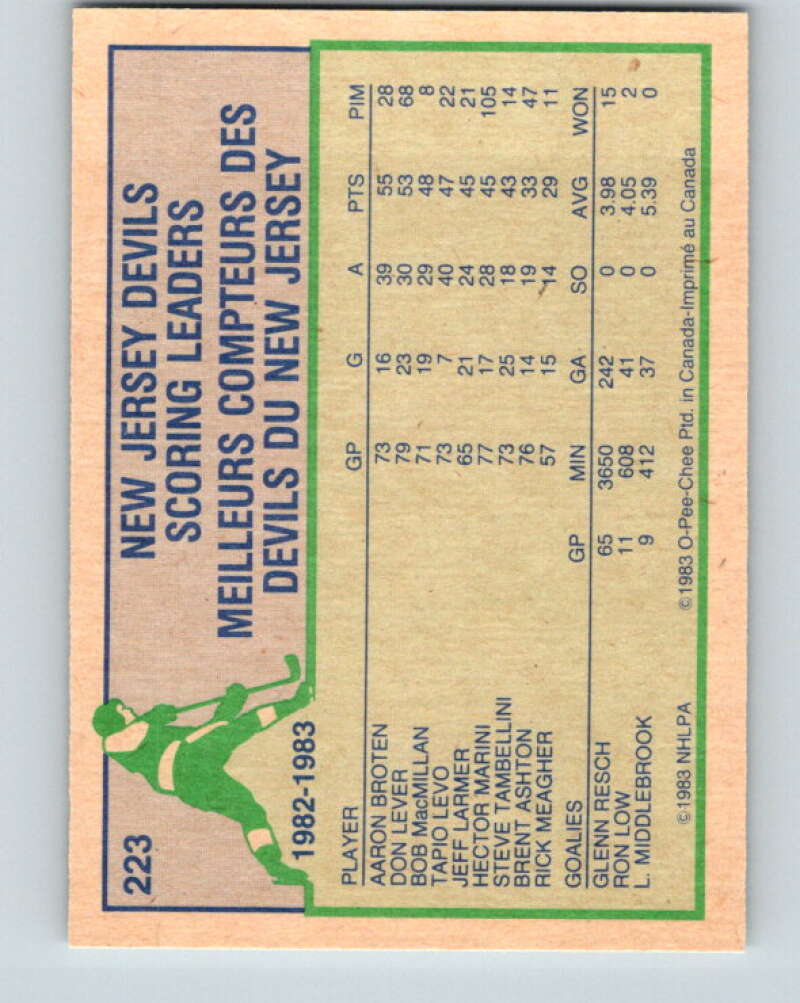 223
NEW JERSEY DEVILS
SCORING LEADERS
MEILLEURS COMPTEURS DES
DEVILS DU NEW JERSEY
1982-1983
PLAYER GP G A PTS PIM
AARON BROTEN 73 16 39 55 28
DON LEVER 79 23 30 53 68
BOB MacMILLAN 71 19 29 48 8
TAPIO LEVO 73 7 40 47 22
JEFF LARMER 65 21 24 45 21
HECTOR MARINI 77 17 28 45 105
STEVE TAMBELLINI 73 25 18 43 14
BRENT ASHTON 76 14 19 33 47
RICK MEAGHER 57 15 14 29 11
GOALIES GP MIN GA SO AVG WON
GLENN RESCH 65 3650 242 0 3.98 15
RON LOW 11 608 41 0 4.05 2
L. MIDDLEBROOK 9 412 37 0 5.39 0
©1983 NHLPA ©1983 O-Pee-Chee Ptd. in Canada-Imprimé au Canada